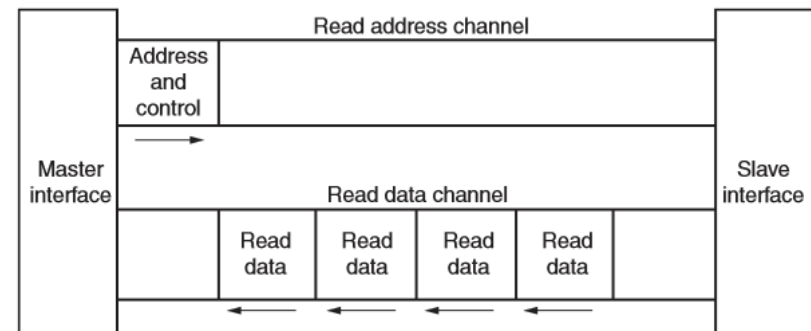 Read address channel
Address
and
control
Master
interface
Slave
interface
Read data channel
Read
data
Read
data
Read
data
Read
data